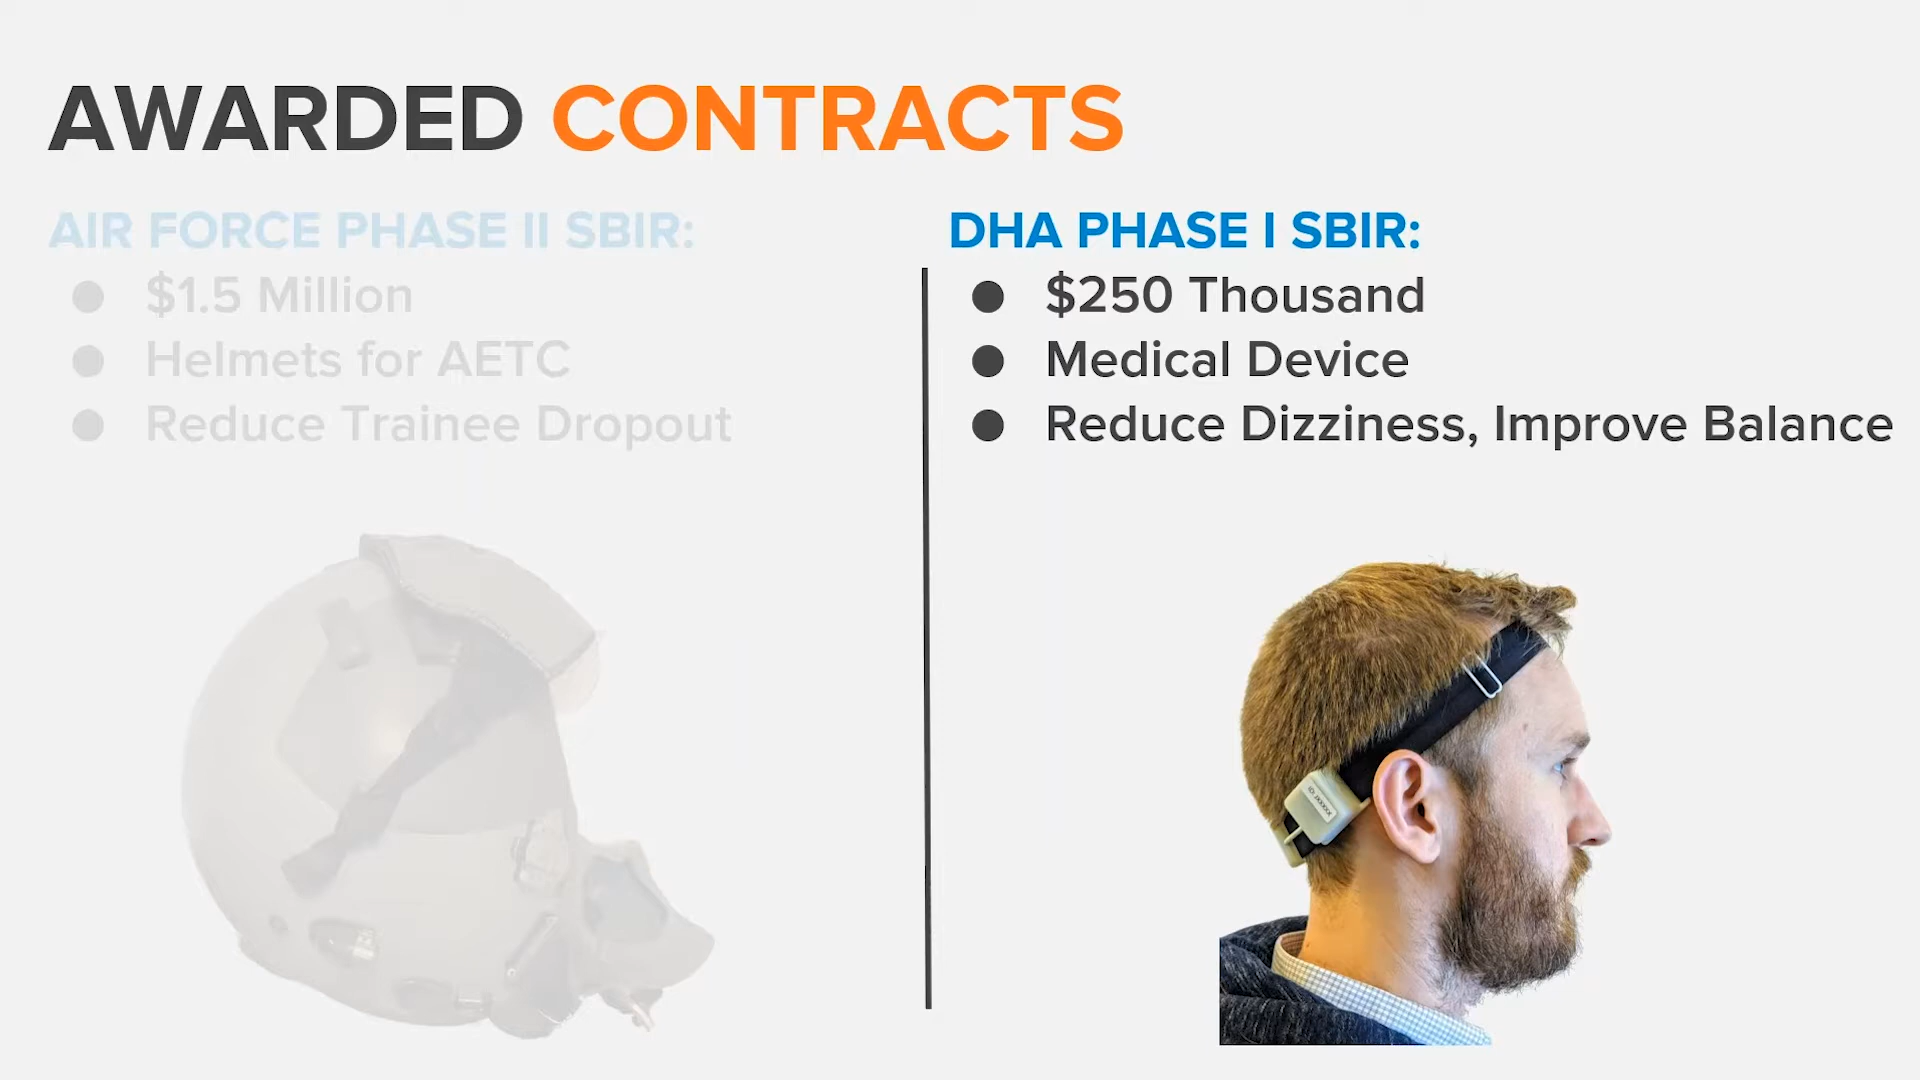 AWARDED CONTRACTS
AIR FORCE PHASE II SBIR:
● $1.5 Million
● Helmets for AETC
● Reduce Trainee Dropout
DHA PHASE I SBIR:
● $250 Thousand
● Medical Device
● Reduce Dizziness, Improve Balance